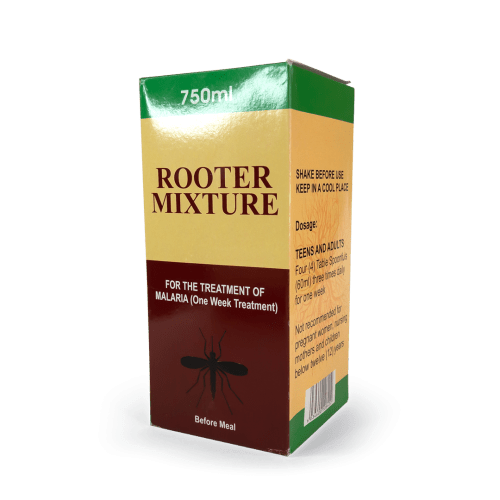 750ml
ROOTER
MIXTURE
FOR THE TREATMENT OF
MALARIA (One Week Treatment)
Before Meal
SHAKE BEFORE USE
KEEP IN A COOL PLACE
Dosage:
TEENS AND ADULTS
Four (4) Table Spoonfuls
(60ml) three times daily
for one week
Not recommended for
pregnant women, nursing
mothers and children
below twelve (12) years